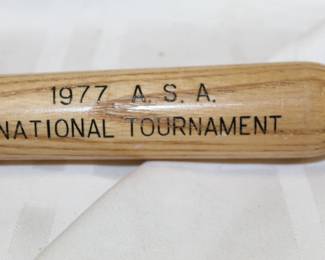 1977 A. S. A.
NATIONAL TOURNAMENT